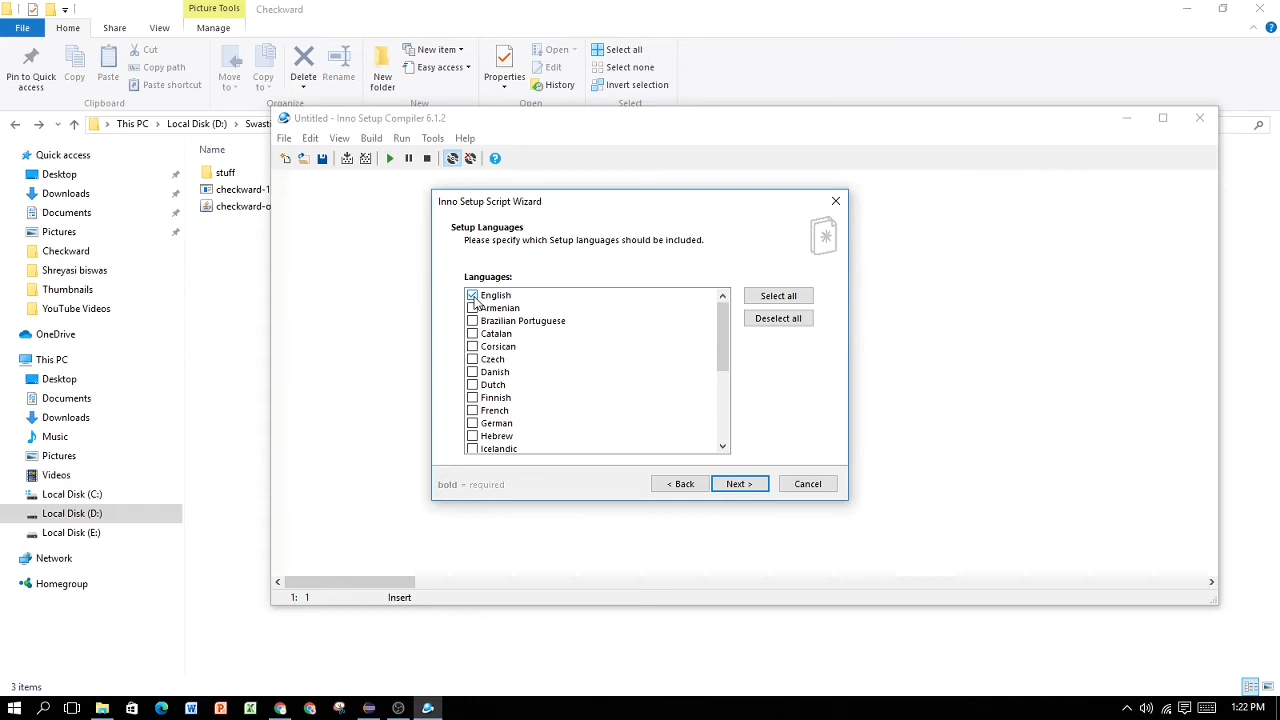 Picture Tools
Checkward
File
Home
Share
View
Manage
Pin to Quick access
Copy
Paste
Cut
Copy path
Paste shortcut
Clipboard
Move to
Copy to
Delete
Rename
Organize
New folder
New item
Easy access
New
Properties
Open
Edit
History
Open
Select all
Select none
Invert selection
Select
This PC
Local Disk (D:)
Swasti
Quick access
Desktop
Downloads
Documents
Pictures
Checkward
Shreyasi biswas
Thumbnails
YouTube Videos
OneDrive
This PC
Desktop
Documents
Downloads
Music
Pictures
Videos
Local Disk (C:)
Local Disk (D:)
Local Disk (E:)
Network
Homegroup
Name
stuff
checkward-1
checkward-o
Untitled - Inno Setup Compiler 6.1.2
File Edit View Build Run Tools Help
Inno Setup Script Wizard
Setup Languages
Please specify which Setup languages should be included.
Languages:
English
Armenian
Brazilian Portuguese
Catalan
Corsican
Czech
Danish
Dutch
Finnish
French
German
Hebrew
Icelandic
Select all
Deselect all
bold = required
< Back
Next >
Cancel
1: 1
Insert
3 items
1:22 PM